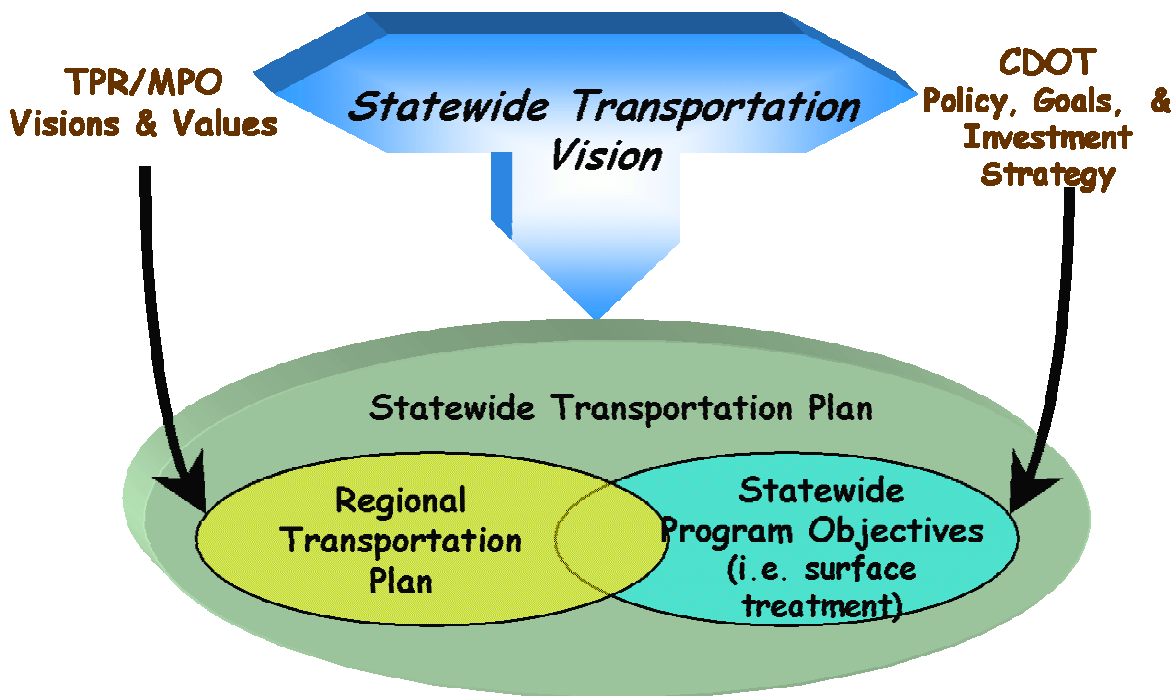 TPR/MPO
Visions & Values
Statewide Transportation
Vision
CDOT
Policy, Goals, &
Investment
Strategy
Statewide Transportation Plan
Regional
Transportation
Plan
Statewide
Program Objectives
(i.e. surface
treatment)